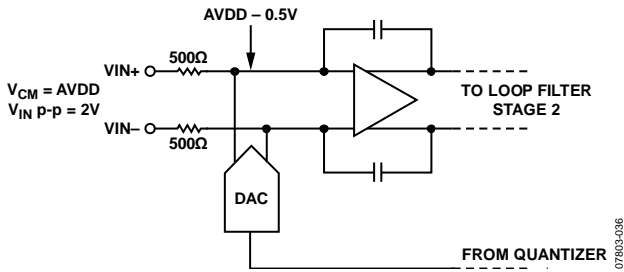 AVDD – 0.5V
500Ω
VIN+
V_CM = AVDD
V_IN p-p = 2V
VIN–
500Ω
TO LOOP FILTER
STAGE 2
DAC
FROM QUANTIZER
07803-036